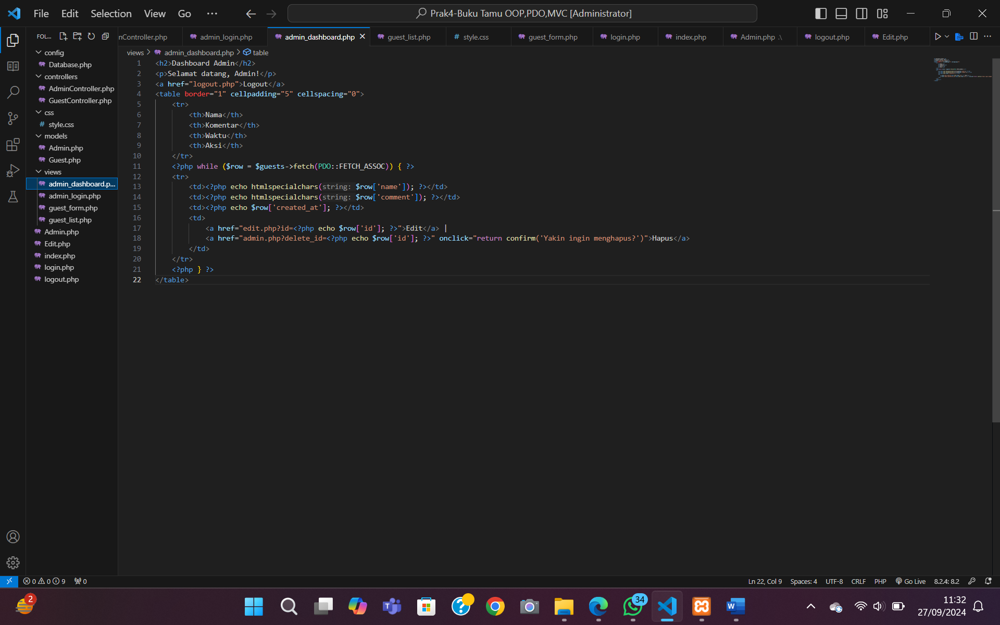 File Edit Selection View Go ··· Prak4-Buku Tamu OOP,PDO,MVC [Administrator]
FOL... nController.php admin_login.php admin_dashboard.php guest_list.php # style.css guest_form.php login.php index.php Admin.php .\ logout.php Edit.php
views > admin_dashboard.php > table
config
Database.php
controllers
AdminController.php
GuestController.php
css
# style.css
models
Admin.php
Guest.php
views
admin_dashboard.p...
admin_login.php
guest_form.php
guest_list.php
Admin.php
Edit.php
index.php
login.php
logout.php
1 <h2>Dashboard Admin</h2>
2 <p>Selamat datang, Admin!</p>
3 <a href="logout.php">Logout</a>
4 <table border="1" cellpadding="5" cellspacing="0">
5 <tr>
6 <th>Nama</th>
7 <th>Komentar</th>
8 <th>Waktu</th>
9 <th>Aksi</th>
10 </tr>
11 <?php while ($row = $guests->fetch(PDO::FETCH_ASSOC)) { ?>
12 <tr>
13 <td><?php echo htmlspecialchars(string: $row['name']); ?></td>
14 <td><?php echo htmlspecialchars(string: $row['comment']); ?></td>
15 <td><?php echo $row['created_at']; ?></td>
16 <td>
17 <a href="edit.php?id=<?php echo $row['id']; ?>">Edit</a> |
18 <a href="admin.php?delete_id=<?php echo $row['id']; ?>" onclick="return confirm('Yakin ingin menghapus?')">Hapus</a>
19 </td>
20 </tr>
21 <?php } ?>
22 </table>
0 0 9 0 Ln 22, Col 9 Spaces: 4 UTF-8 CRLF PHP Go Live 8.2.4: 8.2
2 34 11:32
27/09/2024